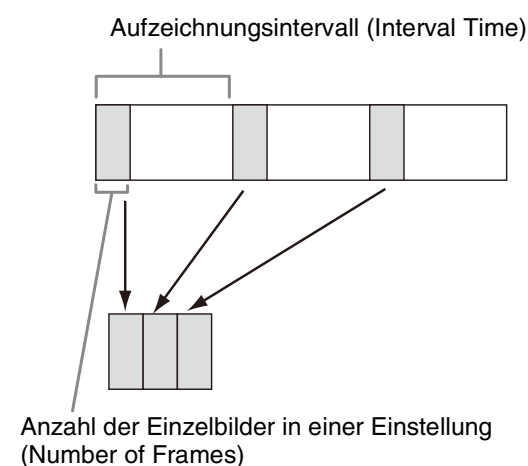 Aufzeichnungsintervall (Interval Time)
Anzahl der Einzelbilder in einer Einstellung
(Number of Frames)